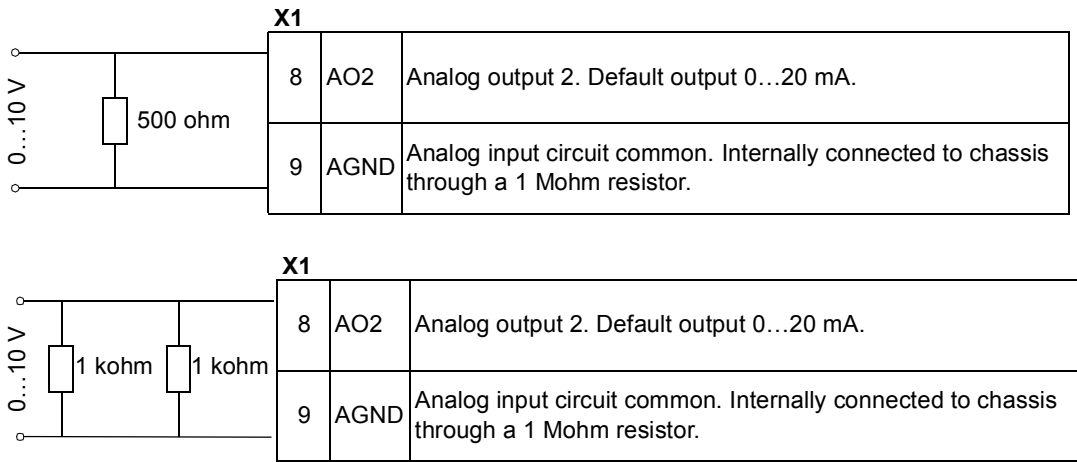 X1
0...10 V
500 ohm
8 AO2 Analog output 2. Default output 0…20 mA.
9 AGND Analog input circuit common. Internally connected to chassis
through a 1 Mohm resistor.
X1
0...10 V
1 kohm 1 kohm
8 AO2 Analog output 2. Default output 0…20 mA.
9 AGND Analog input circuit common. Internally connected to chassis
through a 1 Mohm resistor.